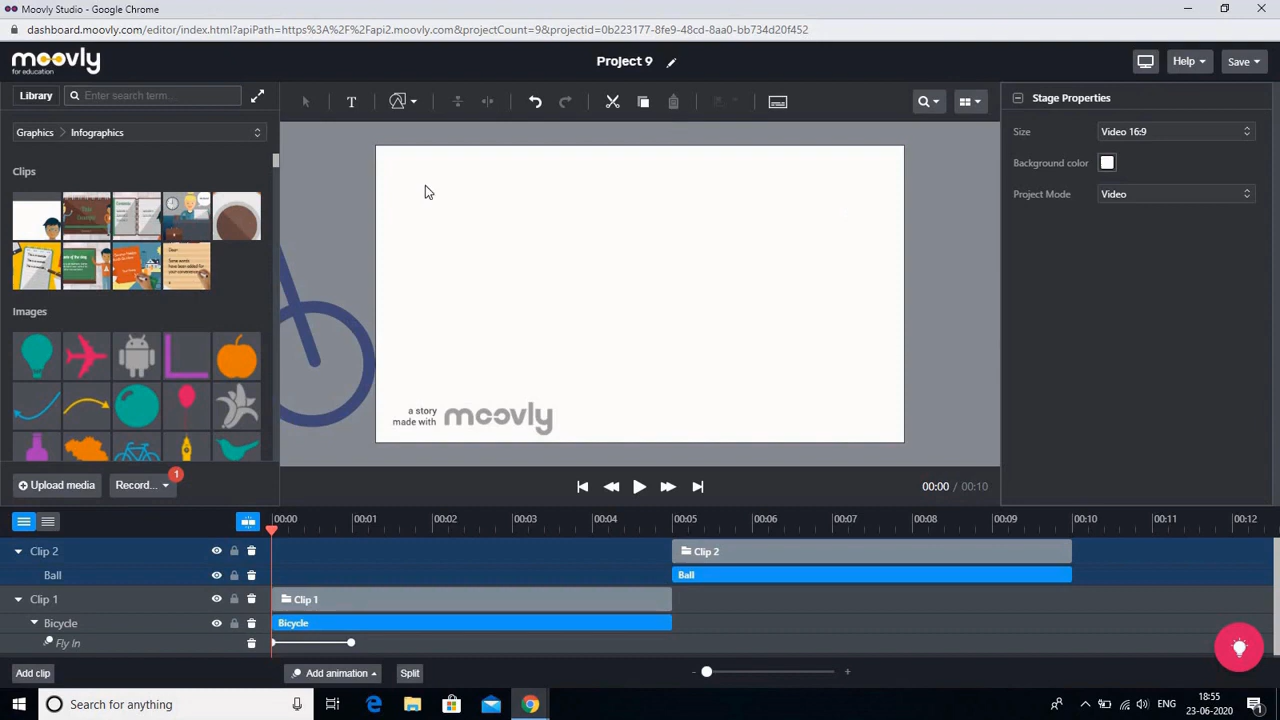 Moovly Studio - Google Chrome
dashboard.moovly.com/editor/index.html?apiPath=https%3A%2F%2Fapi2.moovly.com&projectCount=9&projectid=0b223177-8fe9-48cd-8aa0-bb734d20f452
moovly
for education
Project 9
Help
Save
Library
Enter search term...
T
Stage Properties
Graphics > Infographics
Size
Video 16:9
Background color
Project Mode
Video
Clips
Images
a story
made with
moovly
Upload media
Record...
1
00:00 / 00:10
00:00
00:01
00:02
00:03
00:04
00:05
00:06
00:07
00:08
00:09
00:10
00:11
00:12
Clip 2
Clip 2
Ball
Ball
Clip 1
Clip 1
Bicycle
Bicycle
Fly In
Add clip
Add animation
Split
- +
Search for anything
ENG
18:55
23-06-2020
1